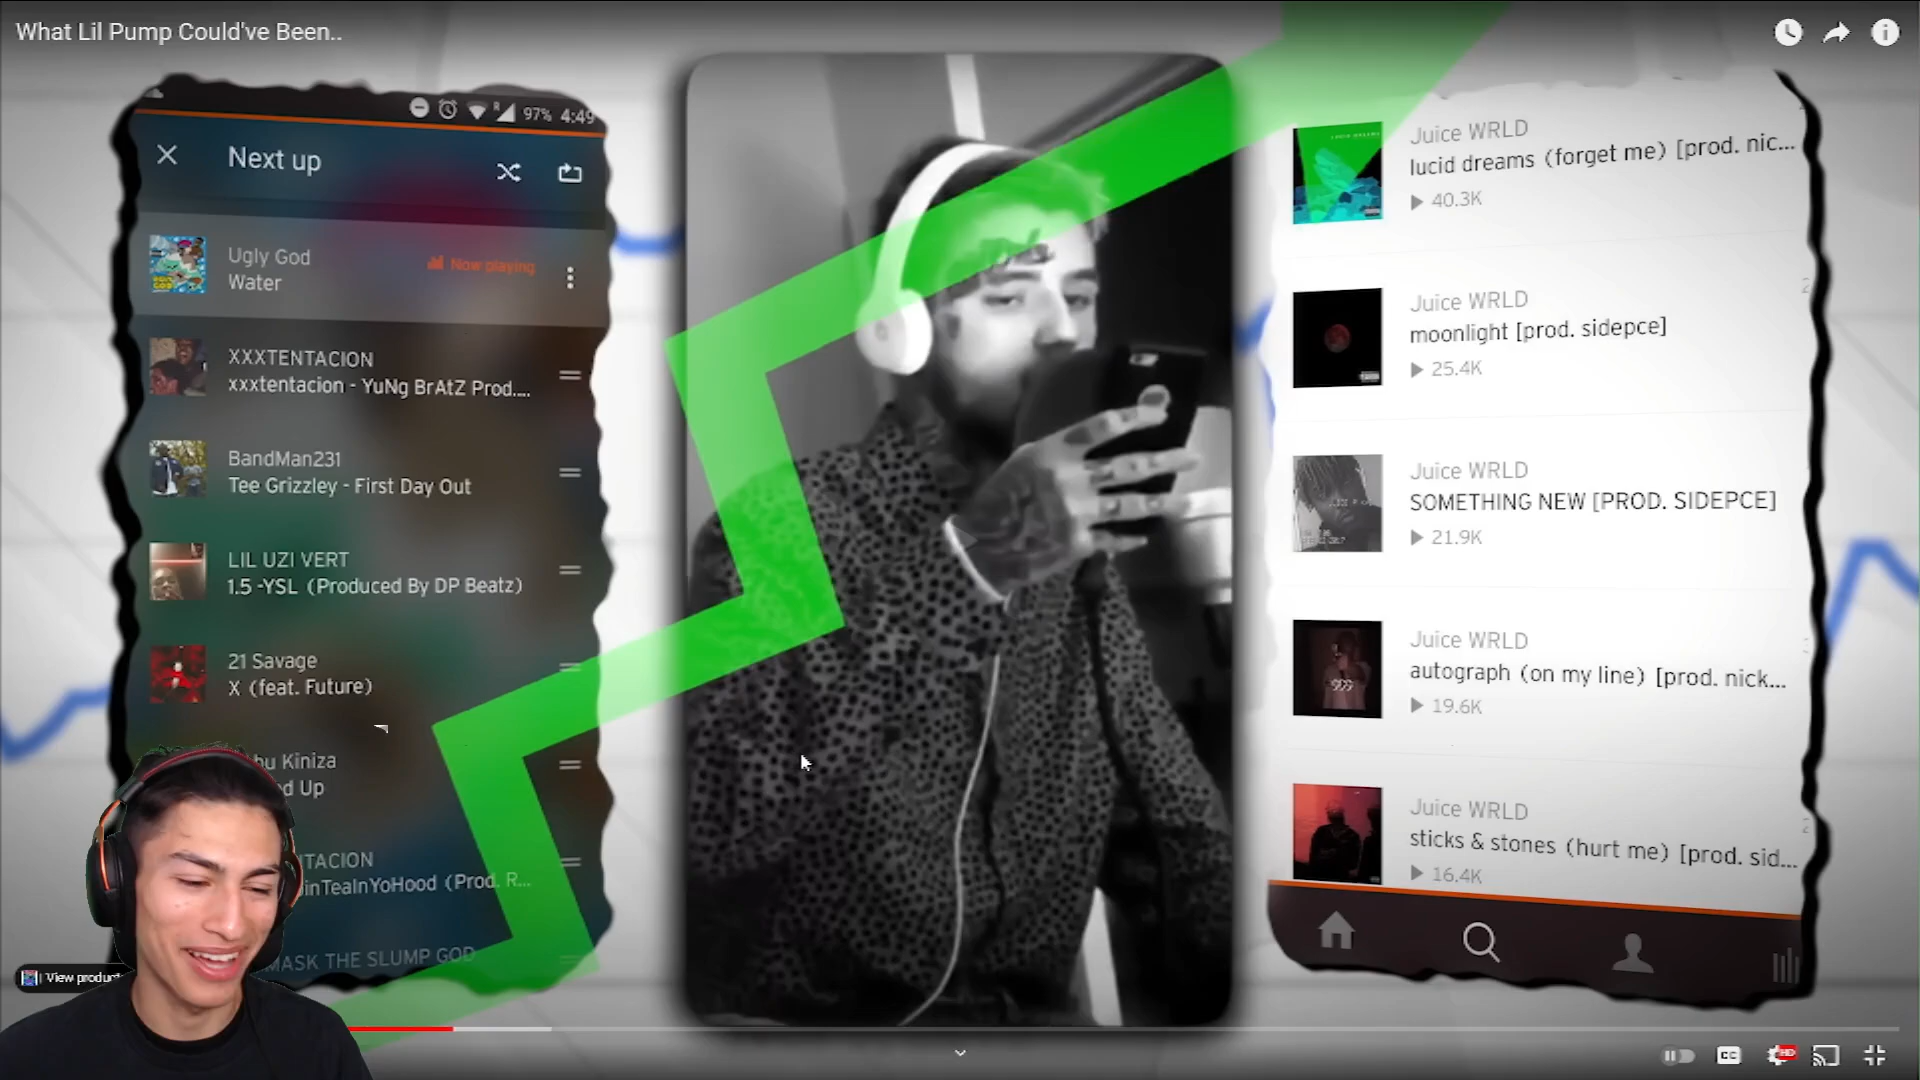 What Lil Pump Could've Been..
97% 4:49
Next up
Ugly God
Water
Now playing
XXXTENTACION
xxxtentacion - YuNg BrAtZ Prod....
BandMan231
Tee Grizzley - First Day Out
LIL UZI VERT
1.5 -YSL (Produced By DP Beatz)
21 Savage
X (feat. Future)
bu Kiniza
ed Up
TACION
inTeaInYoHood (Prod. R...
MASK THE SLUMP GOD
View product
Juice WRLD
lucid dreams (forget me) [prod. nic...
40.3K
Juice WRLD
moonlight [prod. sidepce]
25.4K
Juice WRLD
SOMETHING NEW [PROD. SIDEPCE]
21.9K
Juice WRLD
autograph (on my line) [prod. nick...
999
19.6K
Juice WRLD
sticks & stones (hurt me) [prod. sid...
16.4K
CC
HD